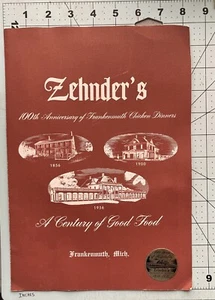 Zehnder's
100th Anniversary of Frankenmuth Chicken Dinners
1856
1900
1956
A Century of Good Food
Frankenmuth, Mich.